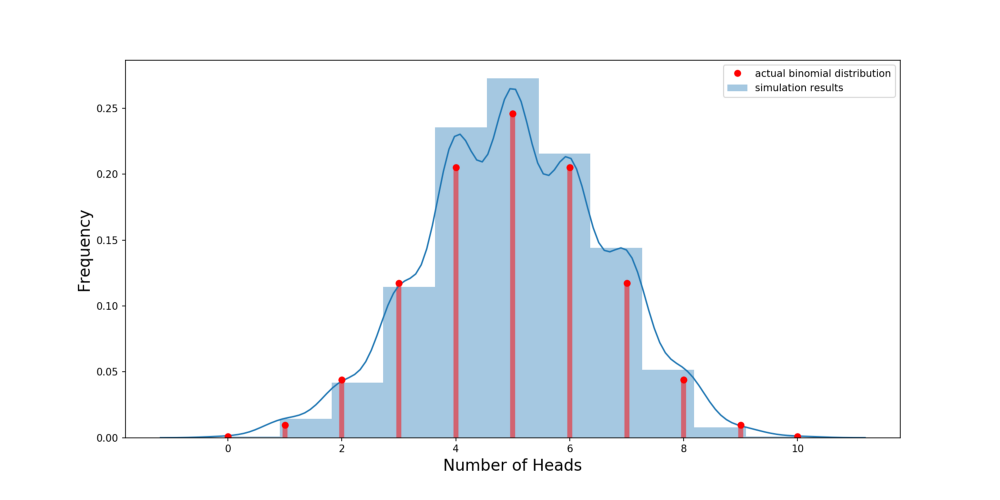 actual binomial distribution
simulation results
Frequency
0.25
0.20
0.15
0.10
0.05
0.00
0 2 4 6 8 10
Number of Heads